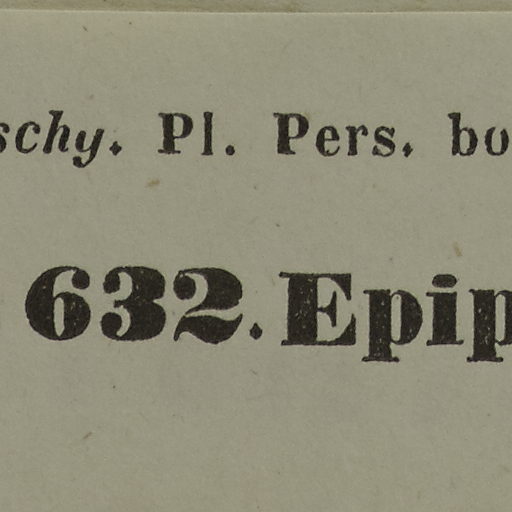 schy. Pl. Pers. bo
632. Epip